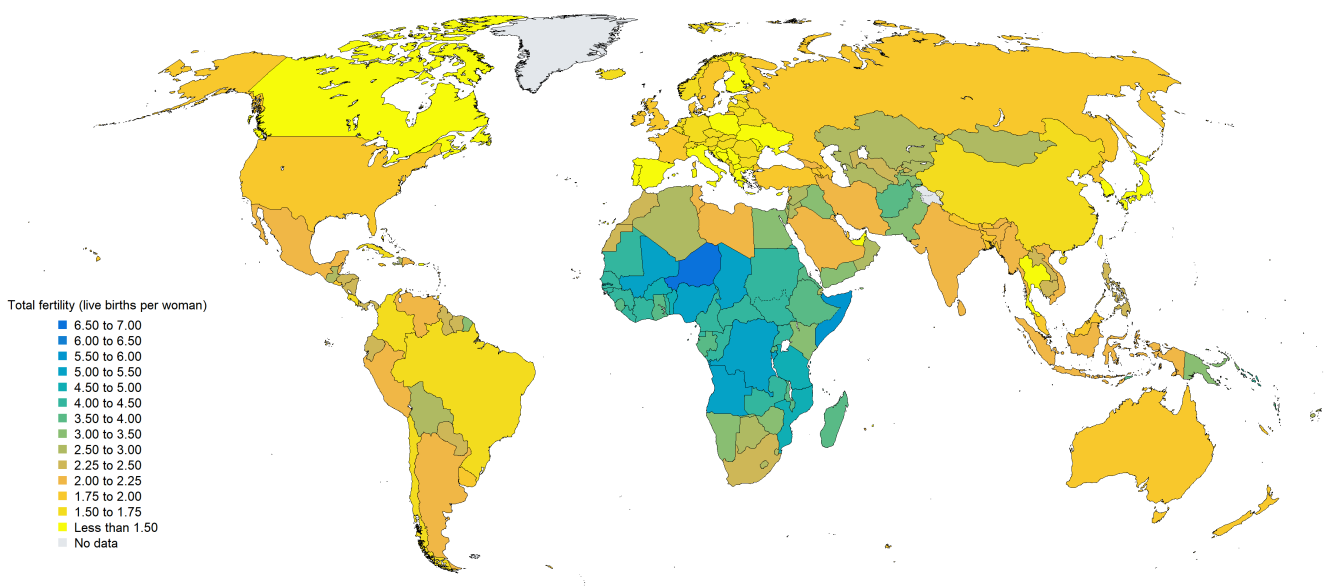 Total fertility (live births per woman)
6.50 to 7.00
6.00 to 6.50
5.50 to 6.00
5.00 to 5.50
4.50 to 5.00
4.00 to 4.50
3.50 to 4.00
3.00 to 3.50
2.50 to 3.00
2.25 to 2.50
2.00 to 2.25
1.75 to 2.00
1.50 to 1.75
Less than 1.50
No data